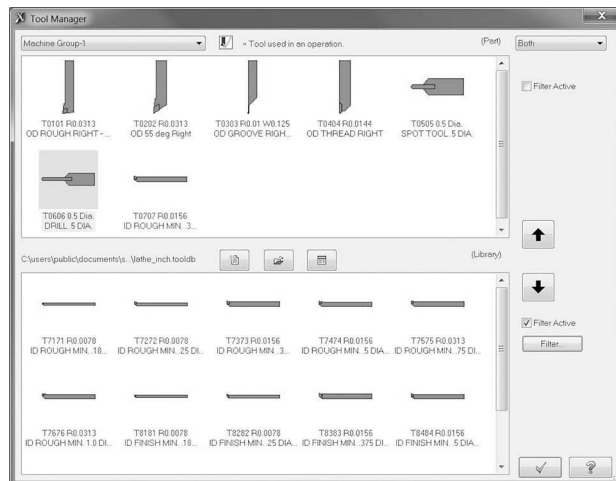 Tool Manager
Machine Group-1
= Tool used in an operation.
(Part)
Both
Filter Active
T0101 R0.0313
OD ROUGH RIGHT - ...
T0202 R0.0313
OD 55 deg Right
T0303 R0.01 W0.125
OD GROOVE RIGH...
T0404 R0.0144
OD THREAD RIGHT
T0505 0.5 Dia.
SPOT TOOL .5 DIA.
T0606 0.5 Dia.
DRILL .5 DIA.
T0707 R0.0156
ID ROUGH MIN. .3...
C:\users\public\documents\s...\lathe_inch.tooldb
(Library)
Filter Active
Filter...
T7171 R0.0078
ID ROUGH MIN. .18...
T7272 R0.0078
ID ROUGH MIN. .25 DI...
T7373 R0.0156
ID ROUGH MIN. .3...
T7474 R0.0156
ID ROUGH MIN. .5 DIA...
T7575 R0.0313
ID ROUGH MIN. .75 DI...
T7676 R0.0313
ID ROUGH MIN. 1.0 DI...
T8181 R0.0078
ID FINISH MIN. .18...
T8282 R0.0078
ID FINISH MIN. .25 DIA...
T8383 R0.0156
ID FINISH MIN. .375 DI...
T8484 R0.0156
ID FINISH MIN. .5 DIA...